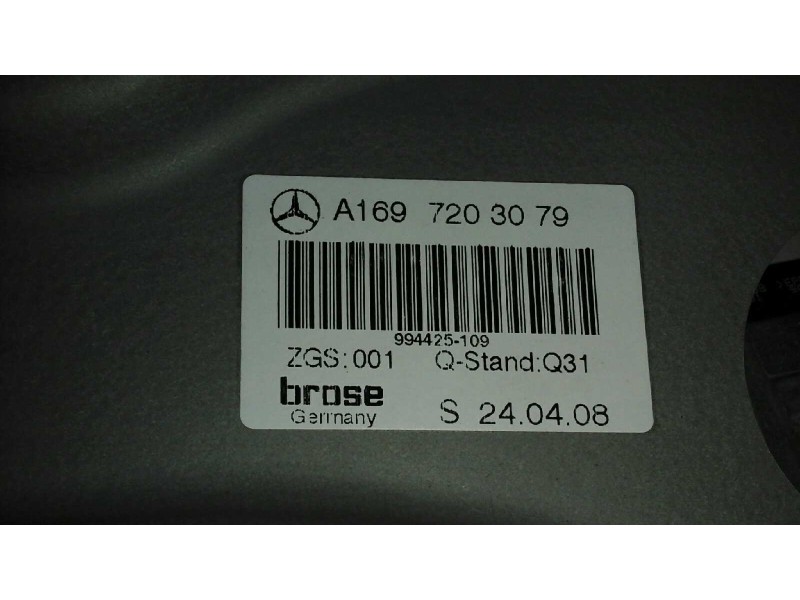 A169 720 30 79
994425-109
ZGS:001 Q-Stand:Q31
brose
Germany S 24.04.08